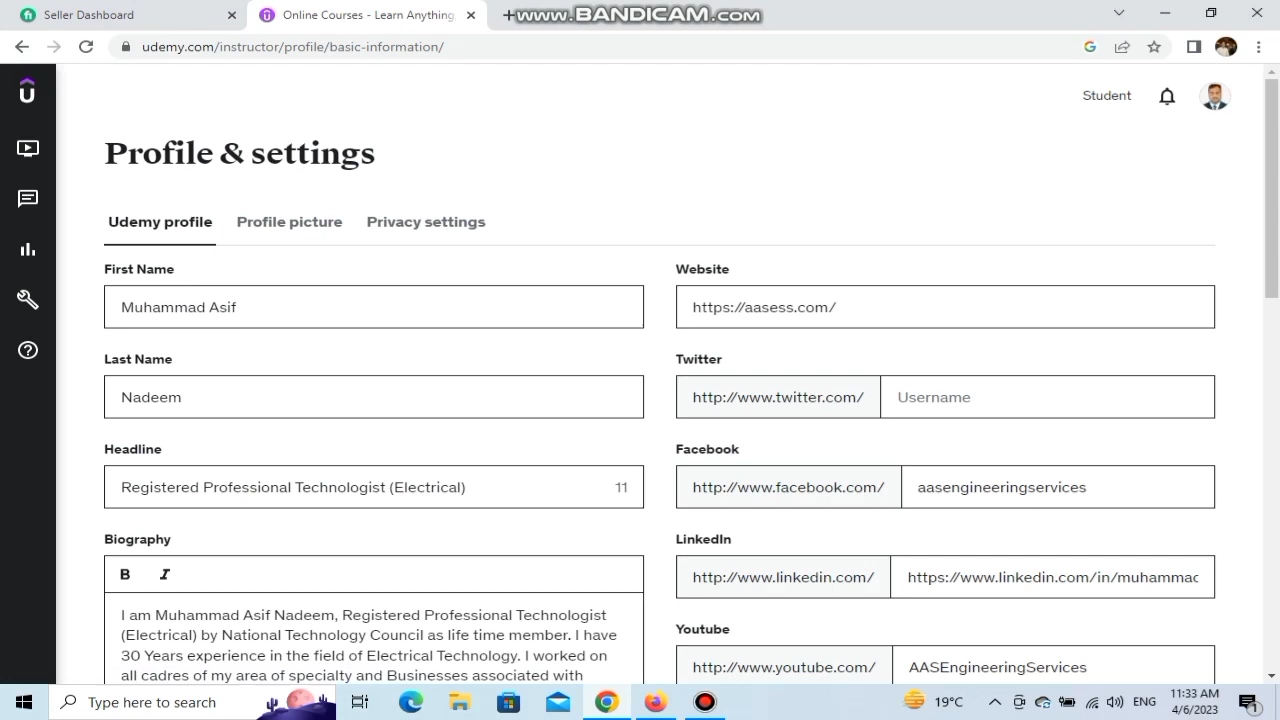 Seller Dashboard
Online Courses - Learn Anything
www.BANDICAM.com
udemy.com/instructor/profile/basic-information/
Student
Profile & settings
Udemy profile
Profile picture
Privacy settings
First Name
Muhammad Asif
Last Name
Nadeem
Headline
Registered Professional Technologist (Electrical)
11
Biography
B
I
I am Muhammad Asif Nadeem, Registered Professional Technologist
(Electrical) by National Technology Council as life time member. I have
30 Years experience in the field of Electrical Technology. I worked on
all cadres of my area of specialty and Businesses associated with
Website
https://aasess.com/
Twitter
http://www.twitter.com/
Username
Facebook
http://www.facebook.com/
aasengineeringservices
LinkedIn
http://www.linkedin.com/
https://www.linkedin.com/in/muhammac
Youtube
http://www.youtube.com/
AASEngineeringServices
Type here to search
19°C
ENG
11:33 AM
4/6/2023
1